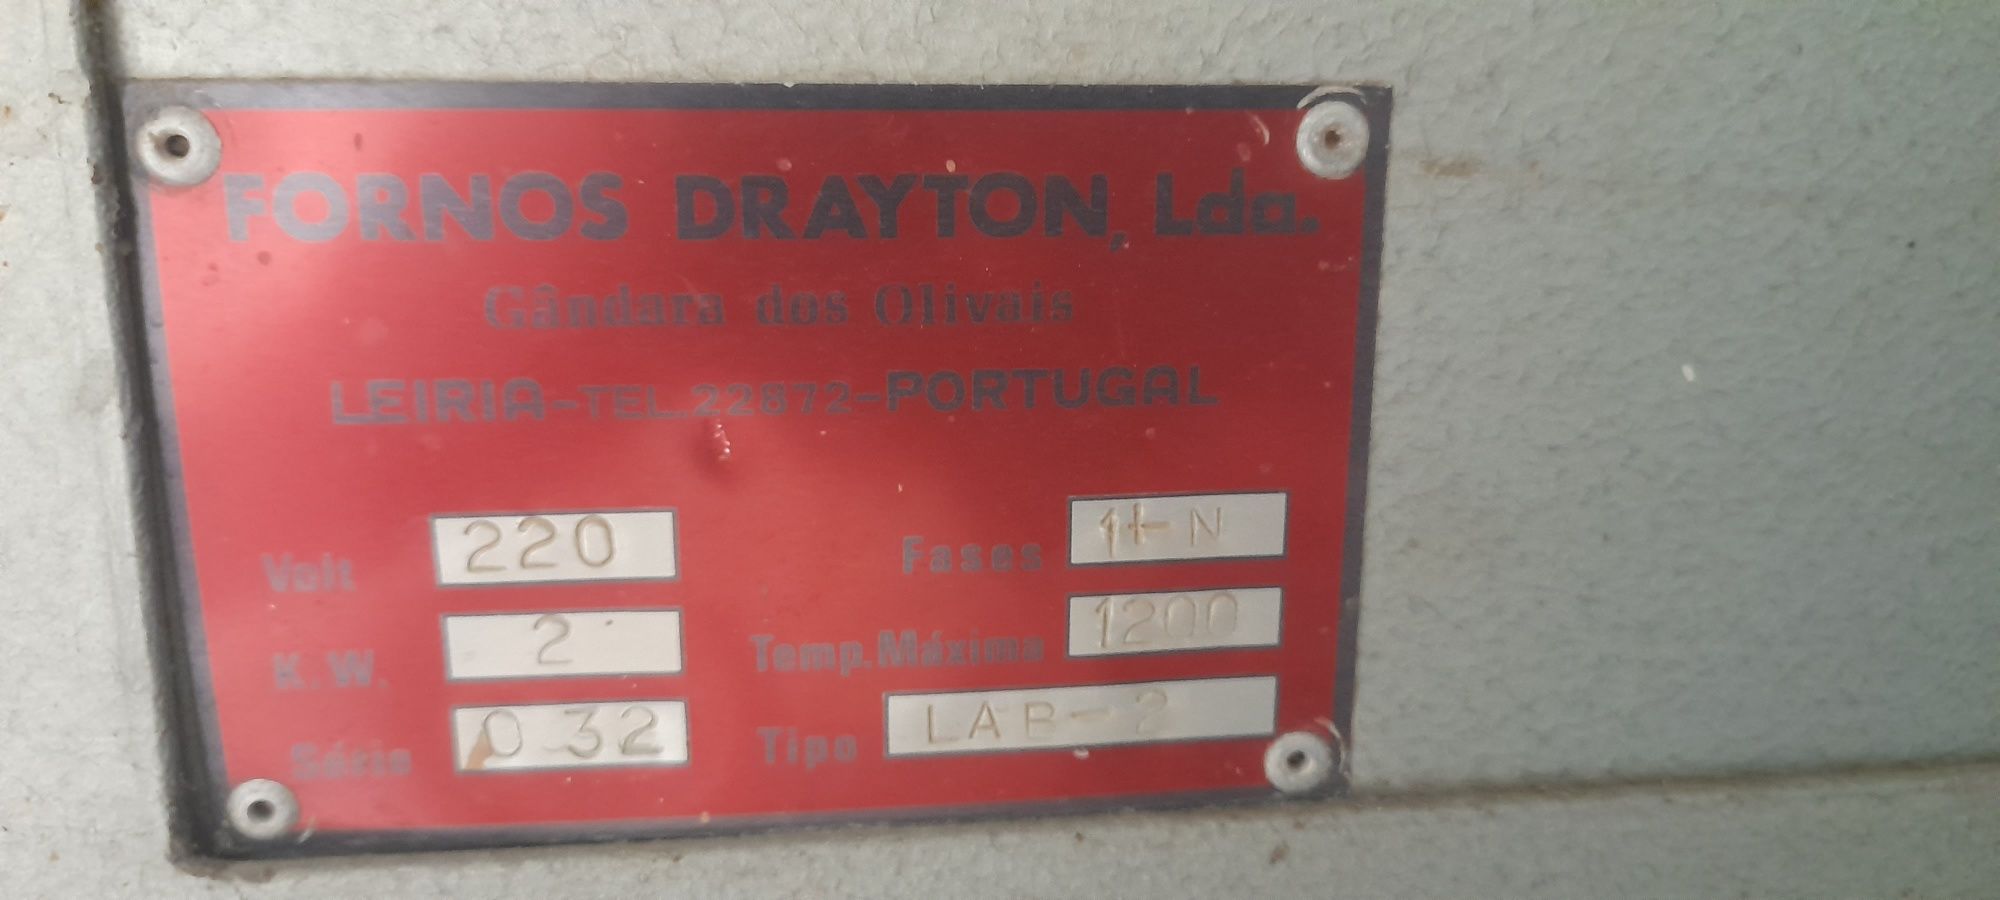 FORNOS DRAYTON, Lda.
Gândara dos Olivais
LEIRIA-TEL.22872-PORTUGAL
Volt 220 Fases 1+N
K.W. 2 Temp.Máxima 1200
Série 032 Tipo LAB-2